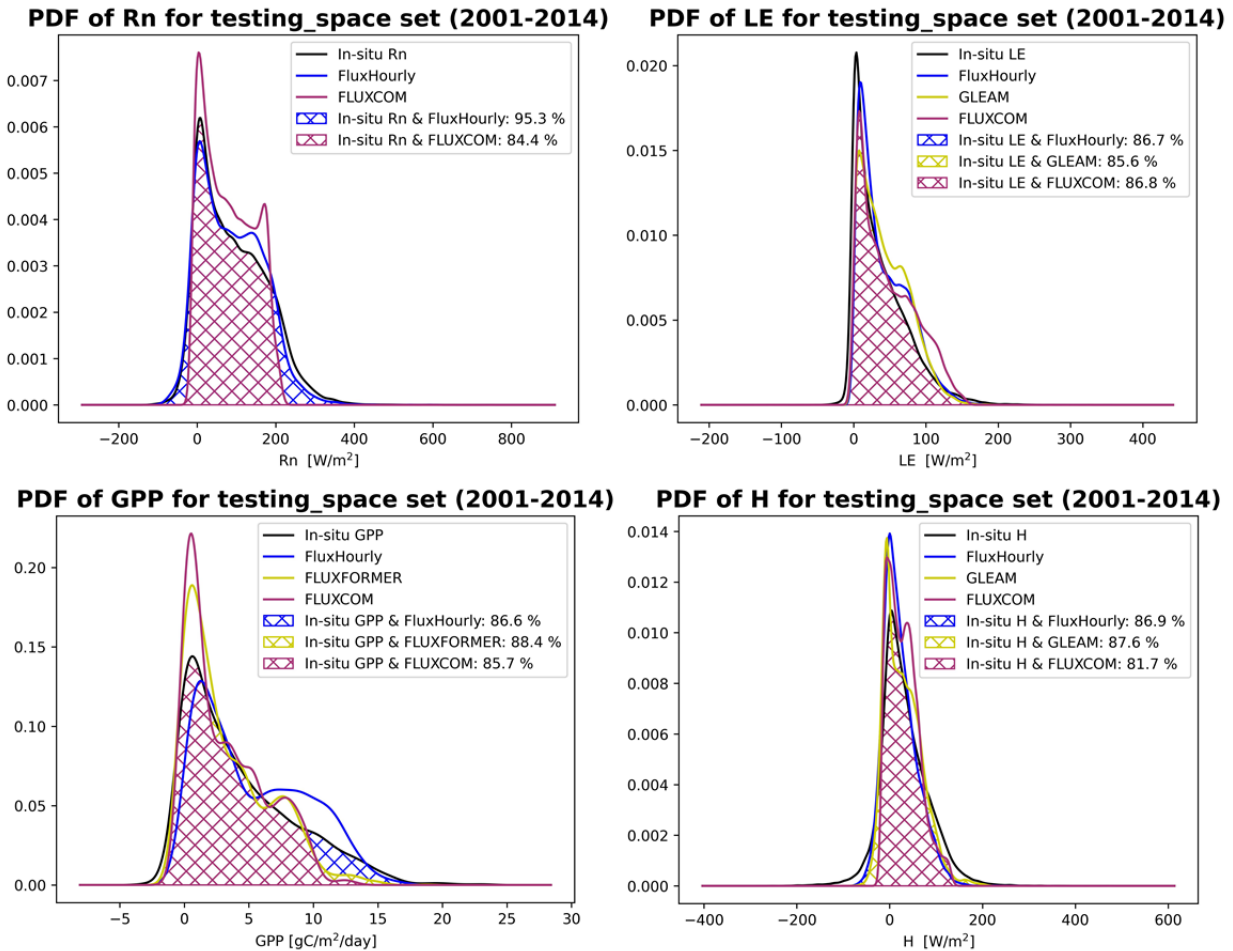 PDF of Rn for testing_space set (2001-2014)
In-situ Rn
FluxHourly
FLUXCOM
In-situ Rn & FluxHourly: 95.3 %
In-situ Rn & FLUXCOM: 84.4 %
0.007
0.006
0.005
0.004
0.003
0.002
0.001
0.000
−200 0 200 400 600 800
Rn [W/m²]
PDF of LE for testing_space set (2001-2014)
In-situ LE
FluxHourly
GLEAM
FLUXCOM
In-situ LE & FluxHourly: 86.7 %
In-situ LE & GLEAM: 85.6 %
In-situ LE & FLUXCOM: 86.8 %
0.020
0.015
0.010
0.005
0.000
−200 −100 0 100 200 300 400
LE [W/m²]
PDF of GPP for testing_space set (2001-2014)
In-situ GPP
FluxHourly
FLUXFORMER
FLUXCOM
In-situ GPP & FluxHourly: 86.6 %
In-situ GPP & FLUXFORMER: 88.4 %
In-situ GPP & FLUXCOM: 85.7 %
0.20
0.15
0.10
0.05
0.00
−5 0 5 10 15 20 25 30
GPP [gC/m²/day]
PDF of H for testing_space set (2001-2014)
In-situ H
FluxHourly
GLEAM
FLUXCOM
In-situ H & FluxHourly: 86.9 %
In-situ H & GLEAM: 87.6 %
In-situ H & FLUXCOM: 81.7 %
0.014
0.012
0.010
0.008
0.006
0.004
0.002
0.000
−400 −200 0 200 400 600
H [W/m²]